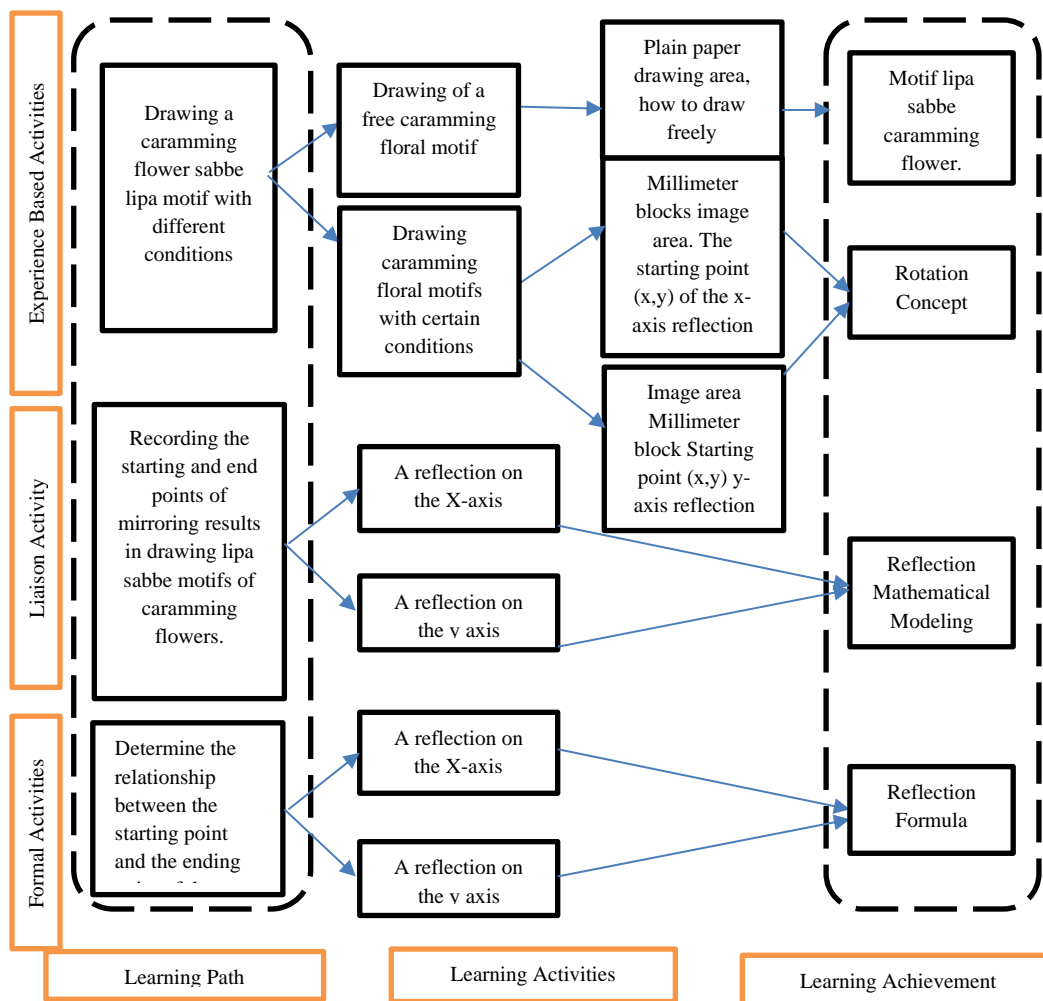 Experience Based Activities
Drawing a
caramming
flower sabbe
lipa motif with
different
conditions
Drawing of a
free caramming
floral motif
Drawing
caramming
floral motifs
with certain
conditions
Plain paper
drawing area,
how to draw
freely
Millimeter
blocks image
area. The
starting point
(x,y) of the x-
axis reflection
Image area
Millimeter
block Starting
point (x,y) y-
axis reflection
Motif lipa
sabbe
caramming
flower.
Rotation
Concept
Liaison Activity
Recording the
starting and end
points of
mirroring results
in drawing lipa
sabbe motifs of
caramming
flowers.
A reflection on
the X-axis
A reflection on
the y axis
Reflection
Mathematical
Modeling
Formal Activities
Determine the
relationship
between the
starting point
and the ending
A reflection on
the X-axis
A reflection on
the y axis
Reflection
Formula
Learning Path
Learning Activities
Learning Achievement